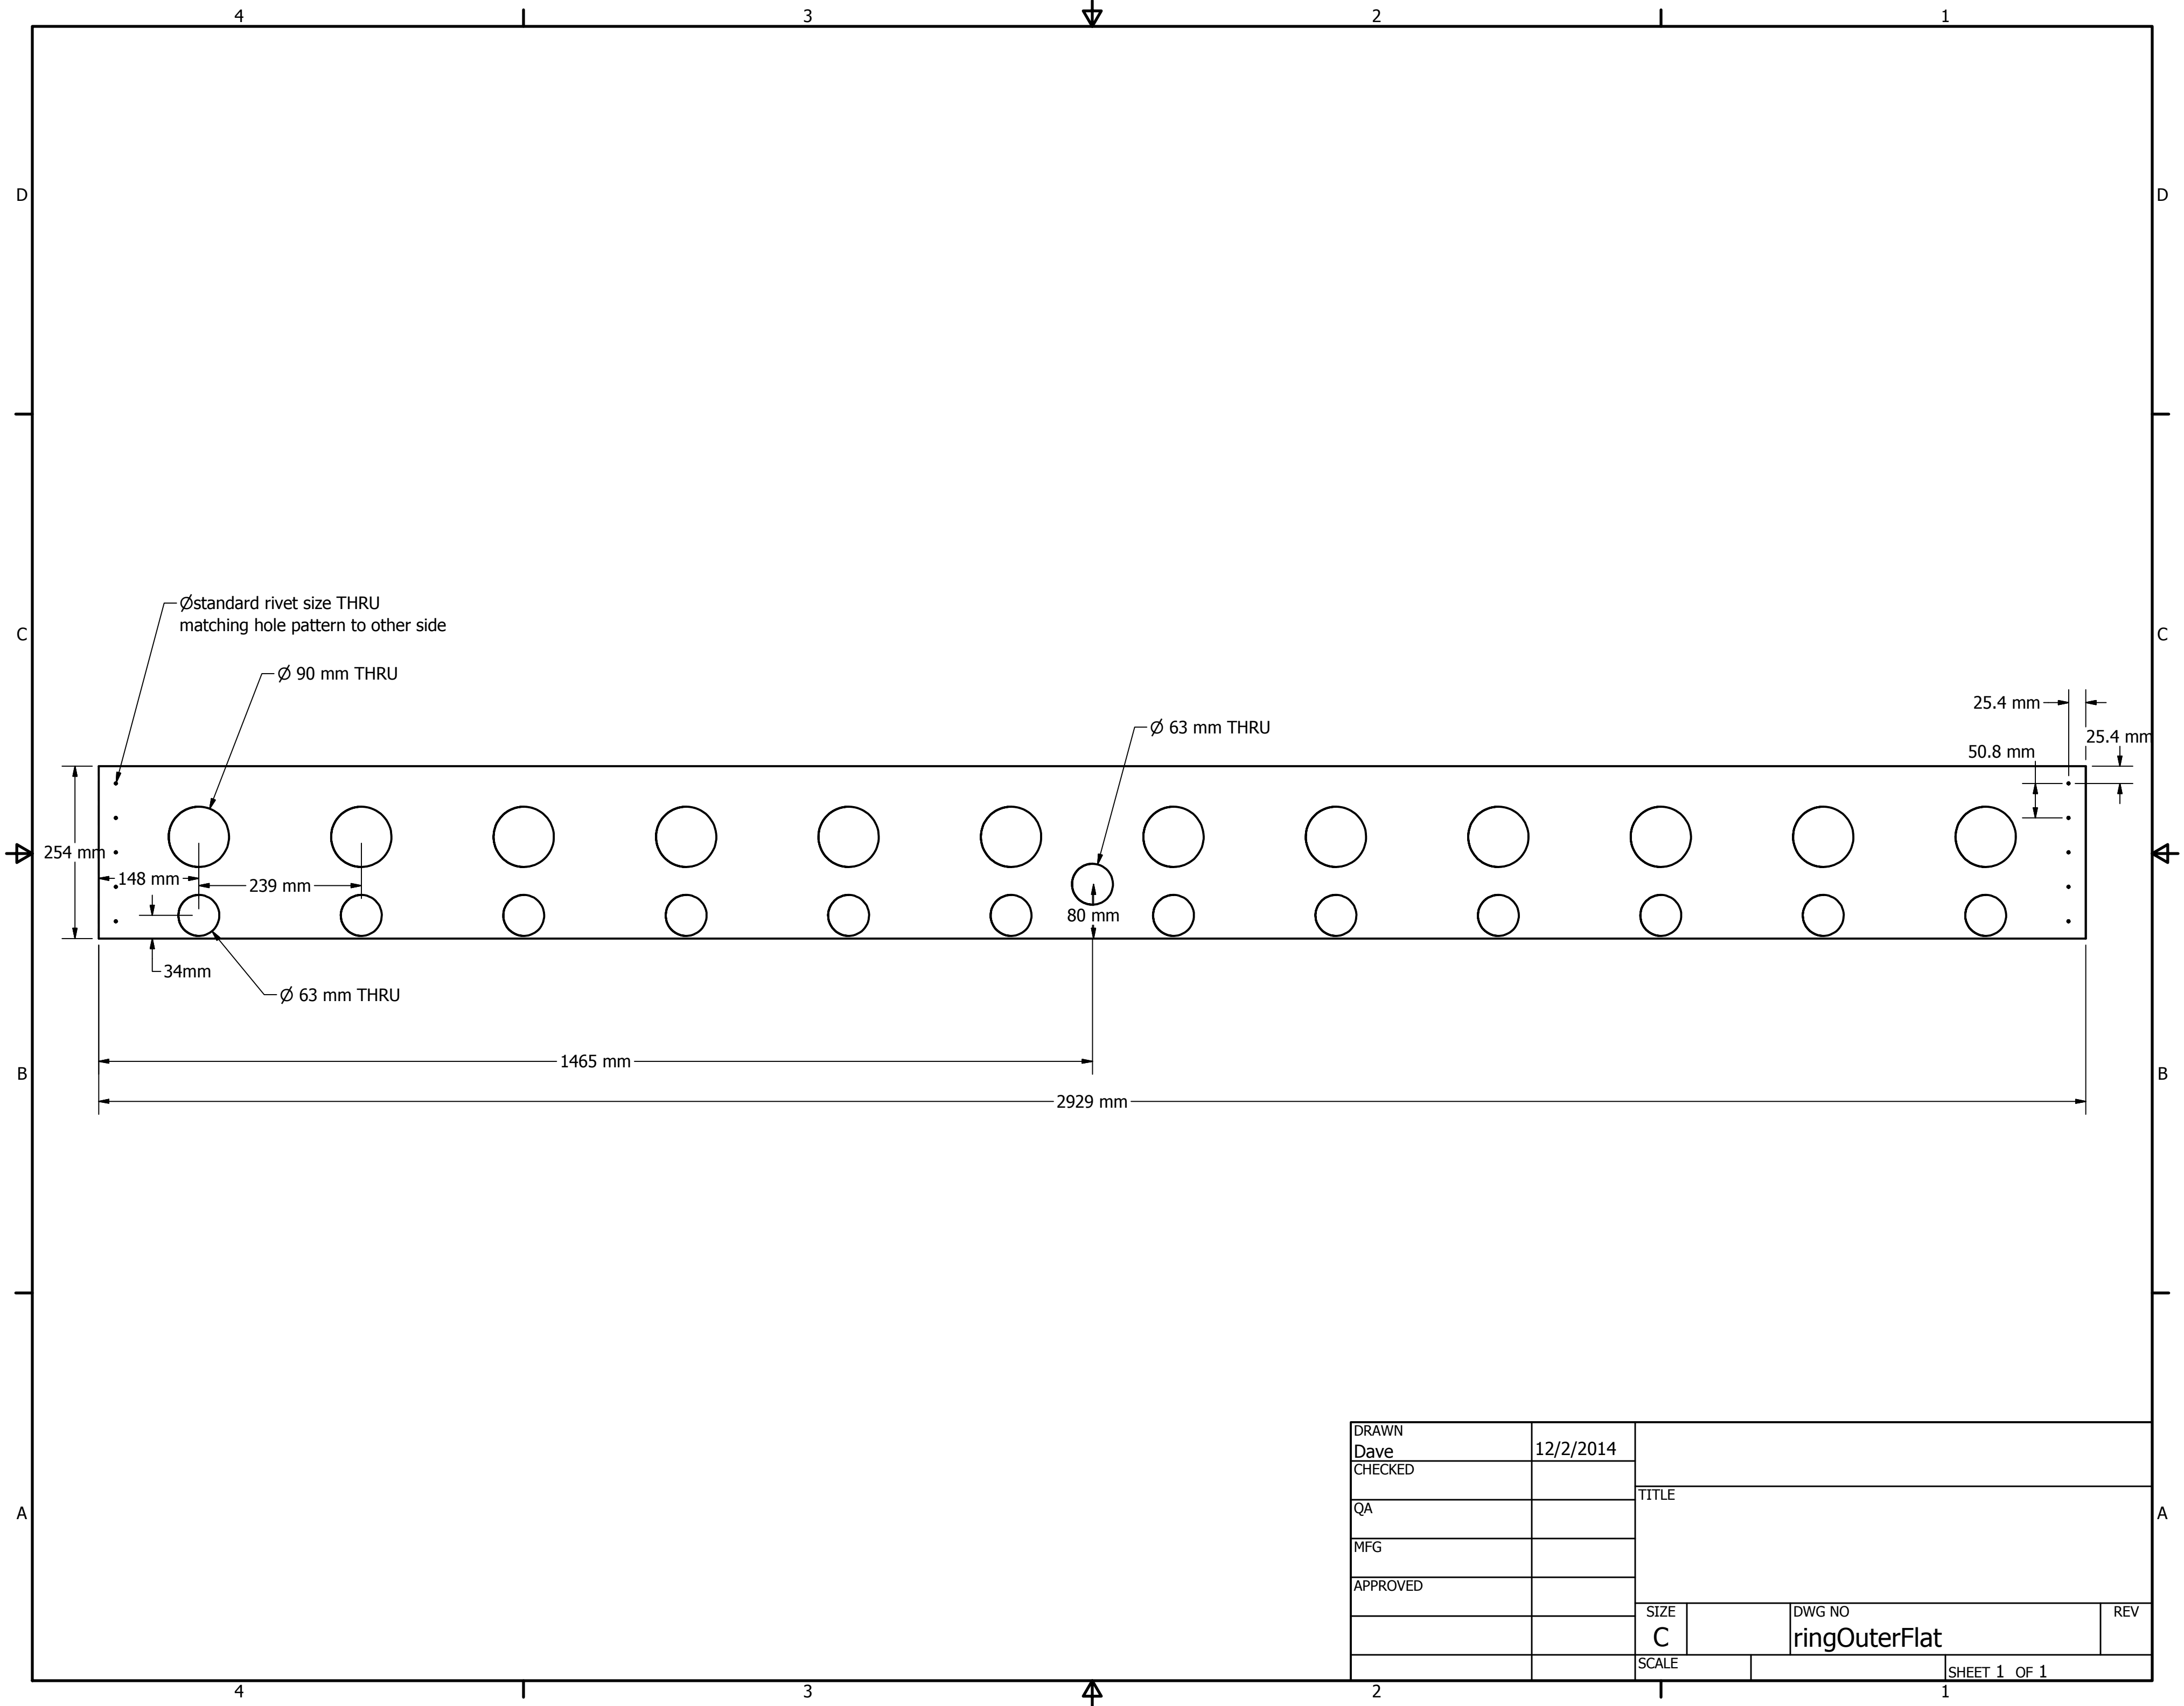 4 3 2 1
D D
Østandard rivet size THRU
matching hole pattern to other side
C C
Ø 90 mm THRU
25.4 mm
Ø 63 mm THRU
25.4 mm
50.8 mm
254 mm
148 mm
239 mm
80 mm
34mm
Ø 63 mm THRU
1465 mm
B B
2929 mm
DRAWN
Dave
12/2/2014
CHECKED
TITLE
QA
A A
MFG
APPROVED
SIZE
C
DWG NO
ringOuterFlat
REV
SCALE
SHEET 1 OF 1
4 3 2 1